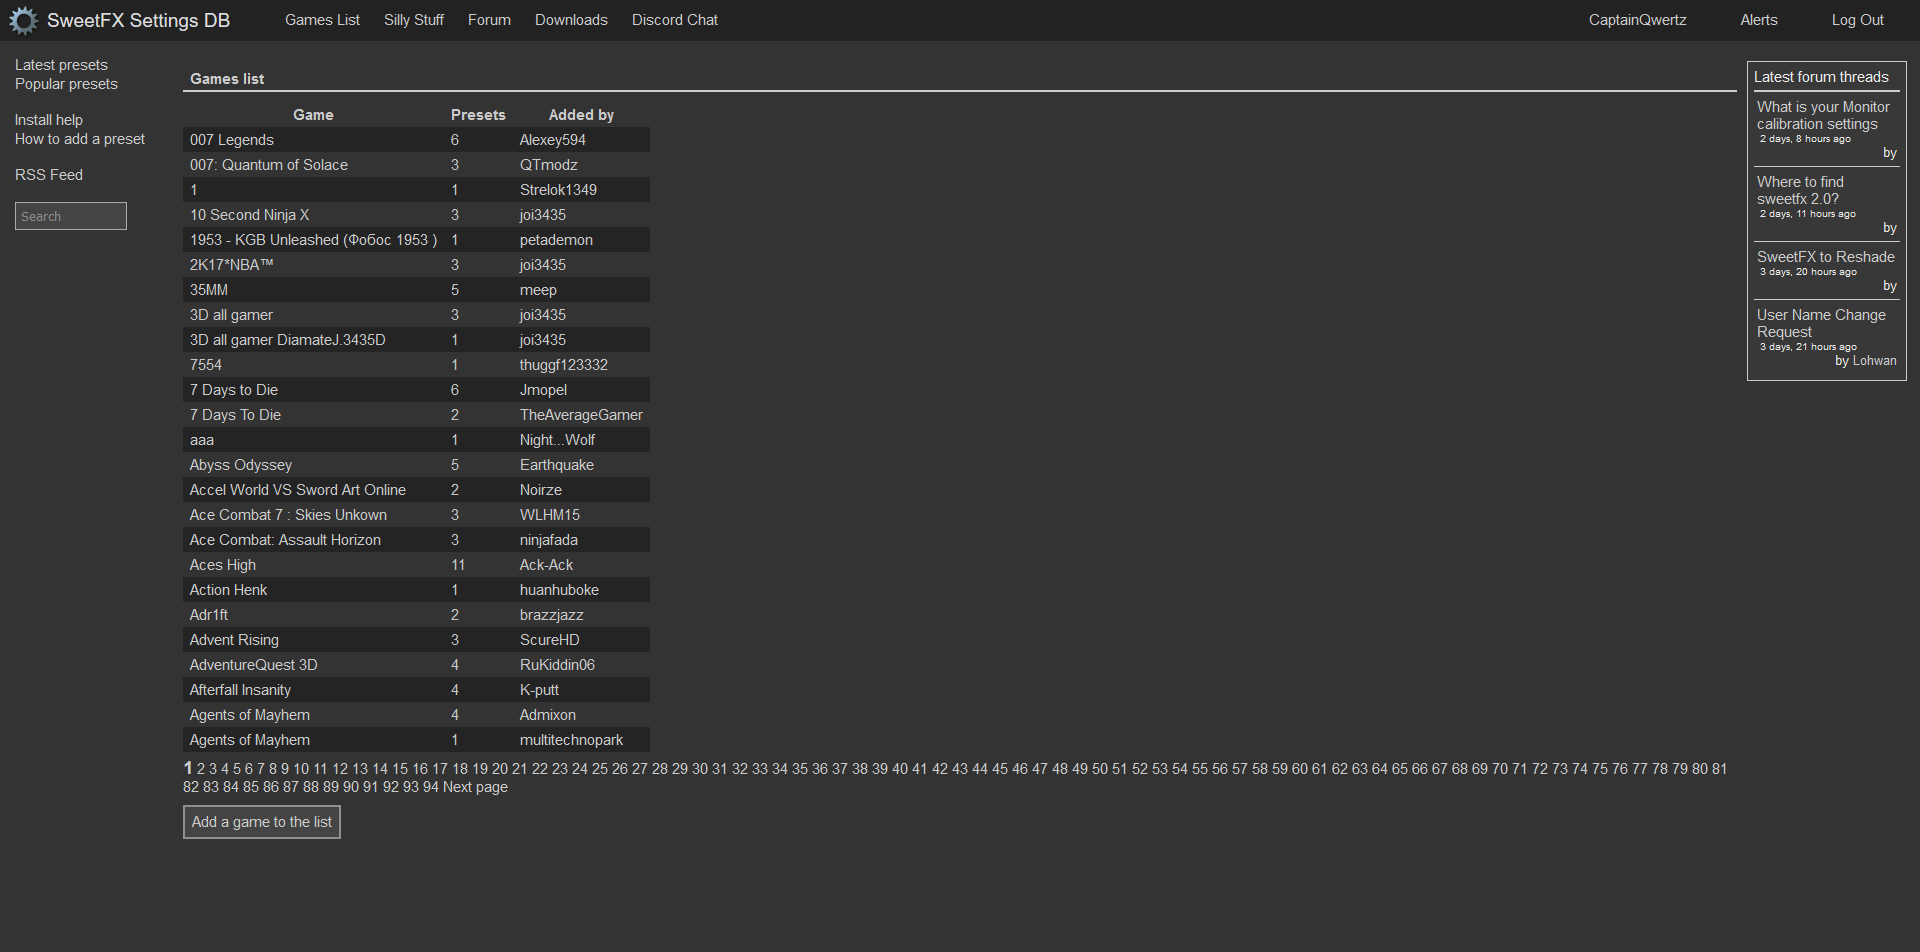 SweetFX Settings DB
Games List Silly Stuff Forum Downloads Discord Chat
CaptainQwertz Alerts Log Out
Latest presets
Popular presets
Install help
How to add a preset
RSS Feed
Search
Games list
Game Presets Added by
007 Legends 6 Alexey594
007: Quantum of Solace 3 QTmodz
1 1 Strelok1349
10 Second Ninja X 3 joi3435
1953 - KGB Unleashed (Фобос 1953 ) 1 petademon
2K17*NBA™ 3 joi3435
35MM 5 meep
3D all gamer 3 joi3435
3D all gamer DiamateJ.3435D 1 joi3435
7554 1 thuggf123332
7 Days to Die 6 Jmopel
7 Days To Die 2 TheAverageGamer
aaa 1 Night...Wolf
Abyss Odyssey 5 Earthquake
Accel World VS Sword Art Online 2 Noirze
Ace Combat 7 : Skies Unkown 3 WLHM15
Ace Combat: Assault Horizon 3 ninjafada
Aces High 11 Ack-Ack
Action Henk 1 huanhuboke
Adr1ft 2 brazzjazz
Advent Rising 3 ScureHD
AdventureQuest 3D 4 RuKiddin06
Afterfall Insanity 4 K-putt
Agents of Mayhem 4 Admixon
Agents of Mayhem 1 multitechnopark
1 2 3 4 5 6 7 8 9 10 11 12 13 14 15 16 17 18 19 20 21 22 23 24 25 26 27 28 29 30 31 32 33 34 35 36 37 38 39 40 41 42 43 44 45 46 47 48 49 50 51 52 53 54 55 56 57 58 59 60 61 62 63 64 65 66 67 68 69 70 71 72 73 74 75 76 77 78 79 80 81
82 83 84 85 86 87 88 89 90 91 92 93 94 Next page
Add a game to the list
Latest forum threads
What is your Monitor
calibration settings
2 days, 8 hours ago
by
Where to find
sweetfx 2.0?
2 days, 11 hours ago
by
SweetFX to Reshade
3 days, 20 hours ago
by
User Name Change
Request
3 days, 21 hours ago
by Lohwan